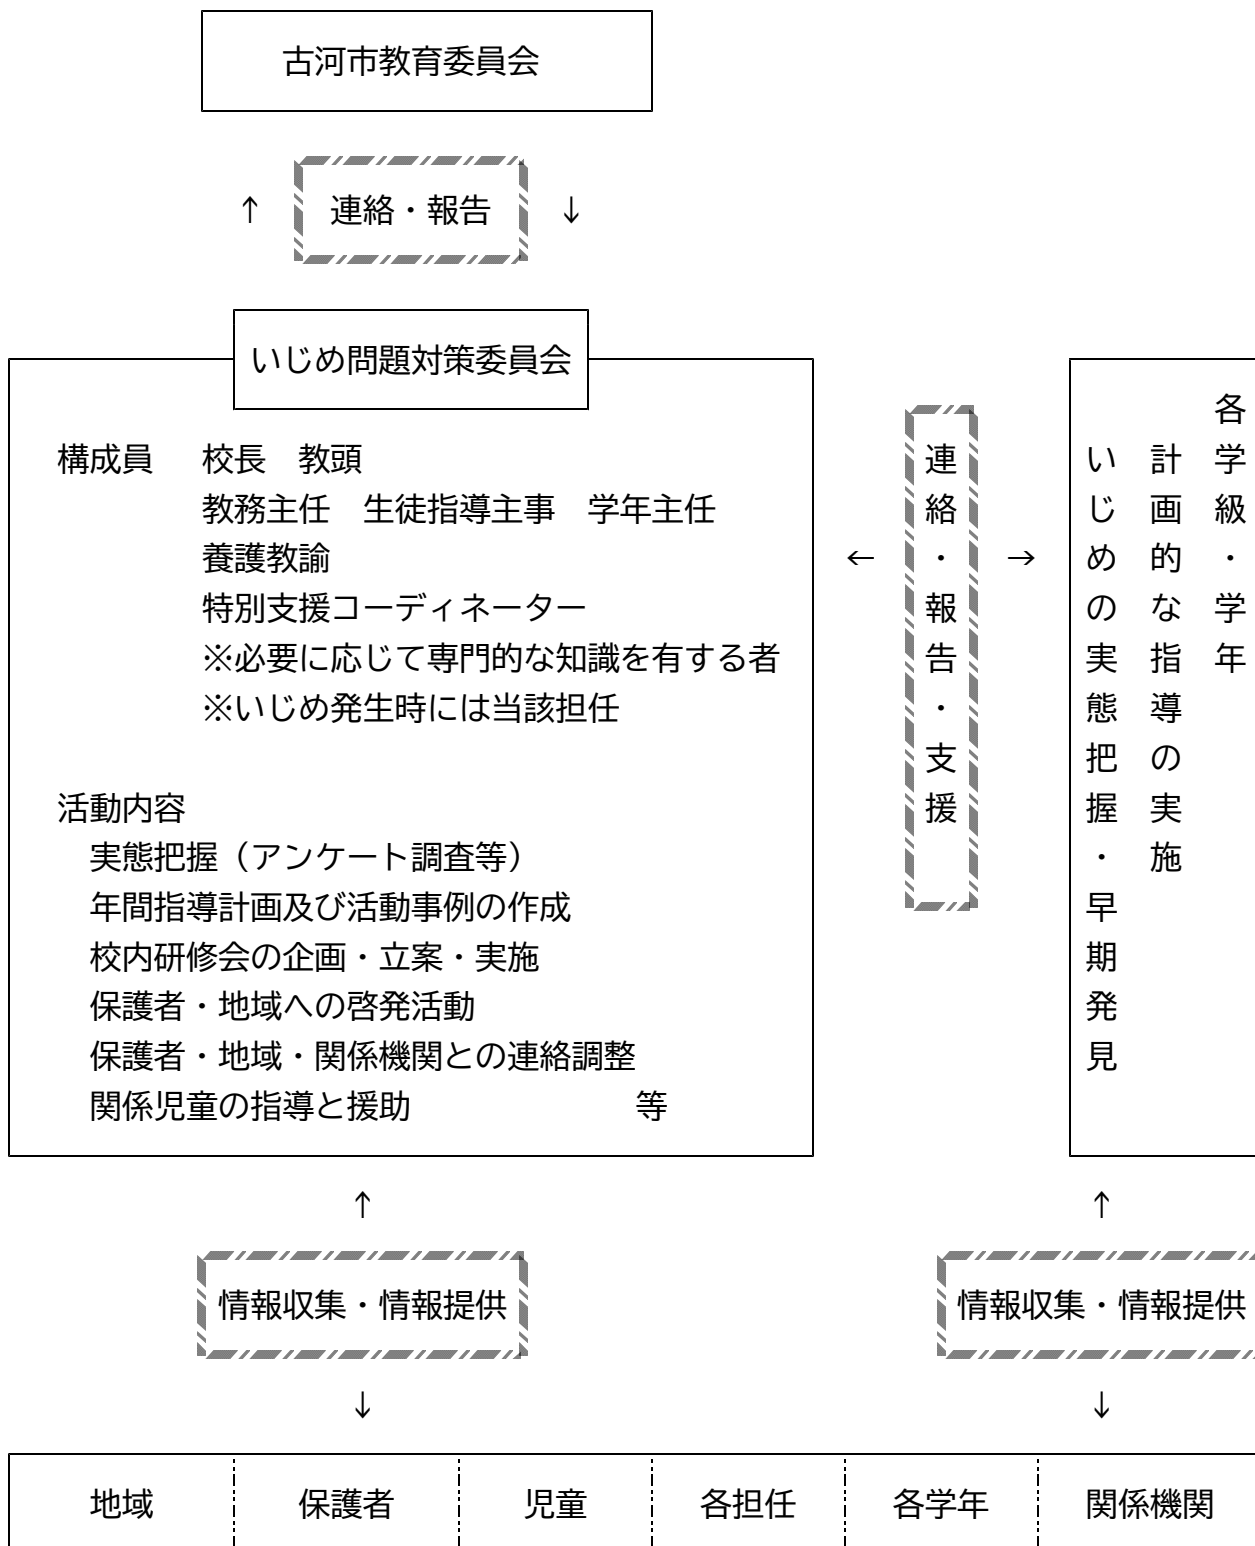 古河市教育委員会
↑ 連絡・報告 ↓
いじめ問題対策委員会
構成員 校長 教頭
教務主任 生徒指導主事 学年主任
養護教諭
特別支援コーディネーター
※必要に応じて専門的な知識を有する者
※いじめ発生時には当該担任
活動内容
実態把握（アンケート調査等）
年間指導計画及び活動事例の作成
校内研修会の企画・立案・実施
保護者・地域への啓発活動
保護者・地域・関係機関との連絡調整
関係児童の指導と援助 等
← 連絡・報告・支援 →
各学級・学年
計画的な指導の実施
いじめの実態把握・早期発見
↑
情報収集・情報提供
↓
↑
情報収集・情報提供
↓
地域 保護者 児童 各担任 各学年 関係機関